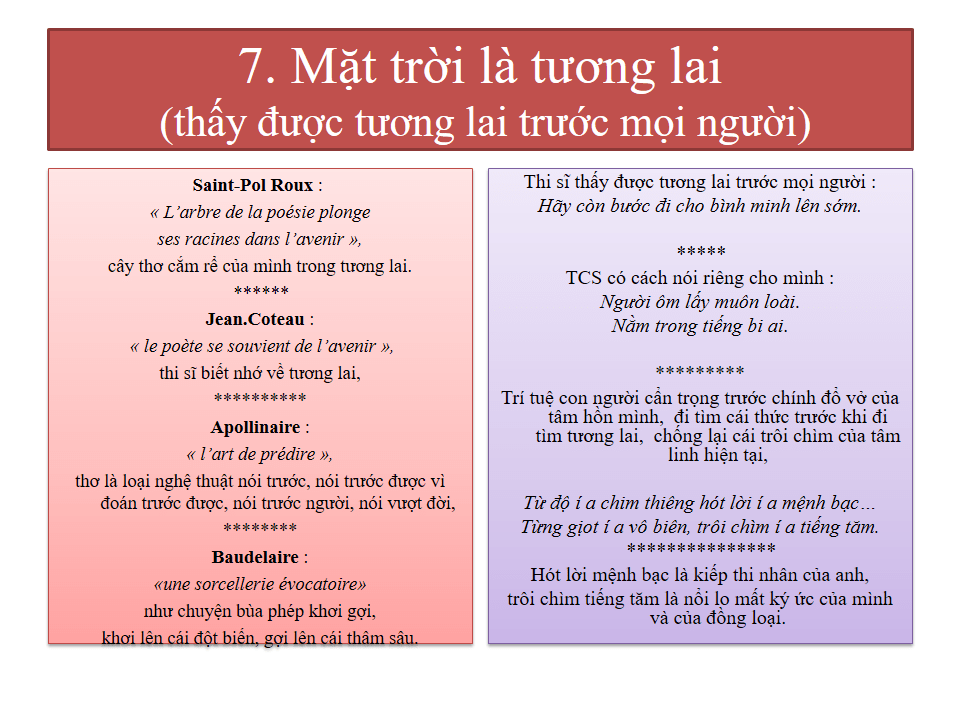 7. Mặt trời là tương lai
(thấy được tương lai trước mọi người)
Saint-Pol Roux :
« L’arbre de la poésie plonge
ses racines dans l’avenir »,
cây thơ cắm rể của mình trong tương lai.
******
Jean.Coteau :
« le poète se souvient de l’avenir »,
thi sĩ biết nhớ về tương lai,
**********
Apollinaire :
« l’art de prédire »,
thơ là loại nghệ thuật nói trước, nói trước được vì
đoán trước được, nói trước người, nói vượt đời,
********
Baudelaire :
«une sorcellerie évocatoire»
như chuyện bùa phép khơi gợi,
khơi lên cái đột biến, gợi lên cái thâm sâu.
Thi sĩ thấy được tương lai trước mọi người :
Hãy còn bước đi cho bình minh lên sớm.
*****
TCS có cách nói riêng cho mình :
Người ôm lấy muôn loài.
Nằm trong tiếng bi ai.
*********
Trí tuệ con người cẩn trọng trước chính đổ vở của
tâm hồn mình, đi tìm cái thức trước khi đi
tìm tương lai, chống lại cái trôi chìm của tâm
linh hiện tại,
Từ độ í a chim thiêng hót lời í a mệnh bạc…
Từng giọt í a vô biên, trôi chìm í a tiếng tăm.
***************
Hót lời mệnh bạc là kiếp thi nhân của anh,
trôi chìm tiếng tăm là nổi lo mất ký ức của mình
và của đồng loại.